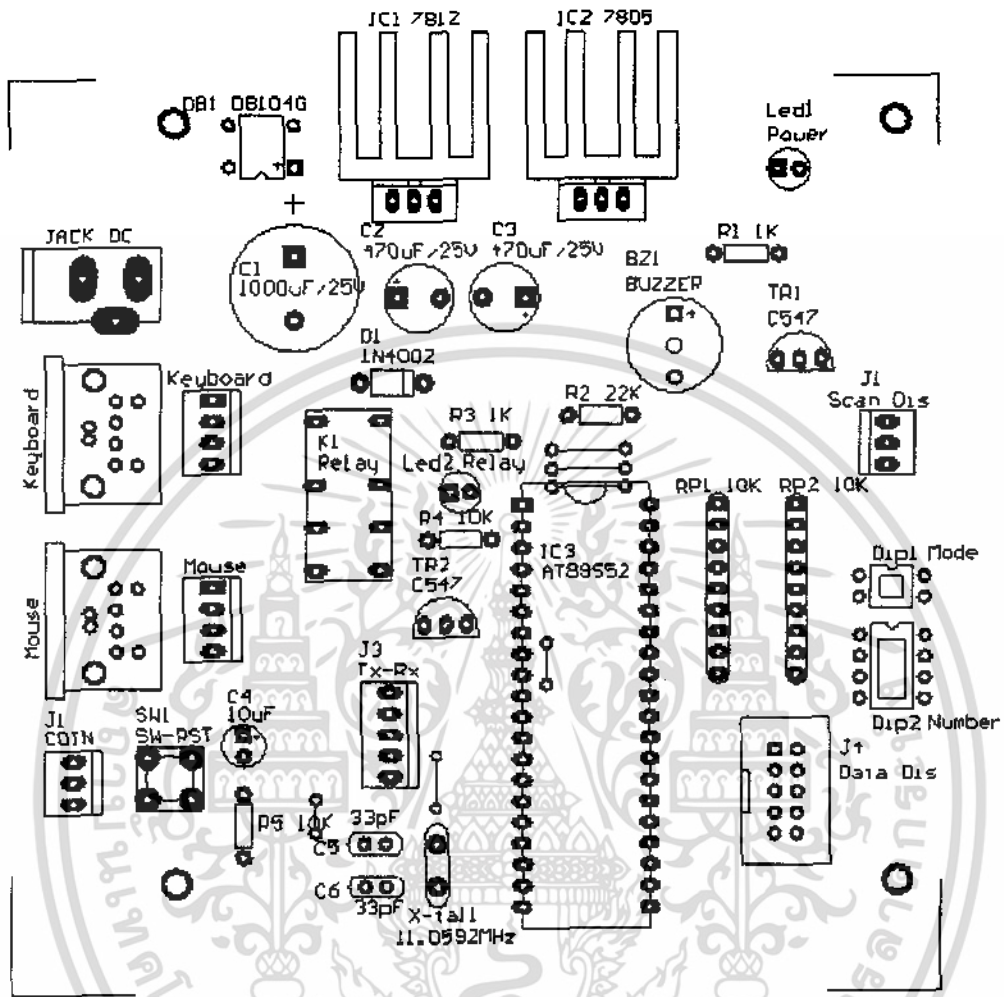 IC1 7812
IC2 7805
DB1 DB104G
Led1
Power
JACK DC
C1
1000uF/25V
C2
470uF/25V
C3
470uF/25V
R1 1K
BZ1
BUZZER
TR1
C547
D1
1N4002
Keyboard
Keyboard
K1
Relay
R3 1K
R2 22K
J1
Scan Dis
Led2 Relay
RP1 10K
RP2 10K
R4 10K
IC3
AT89S52
Dip1 Mode
TR2
C547
Mouse
Mouse
J3
Tx-Rx
Dip2 Number
J1
COIN
SW1
SW-RST
C4
10uF
J4
Data Dis
R5 10K
33pF
C5
C6
33pF
X-tall
11.0592MHz